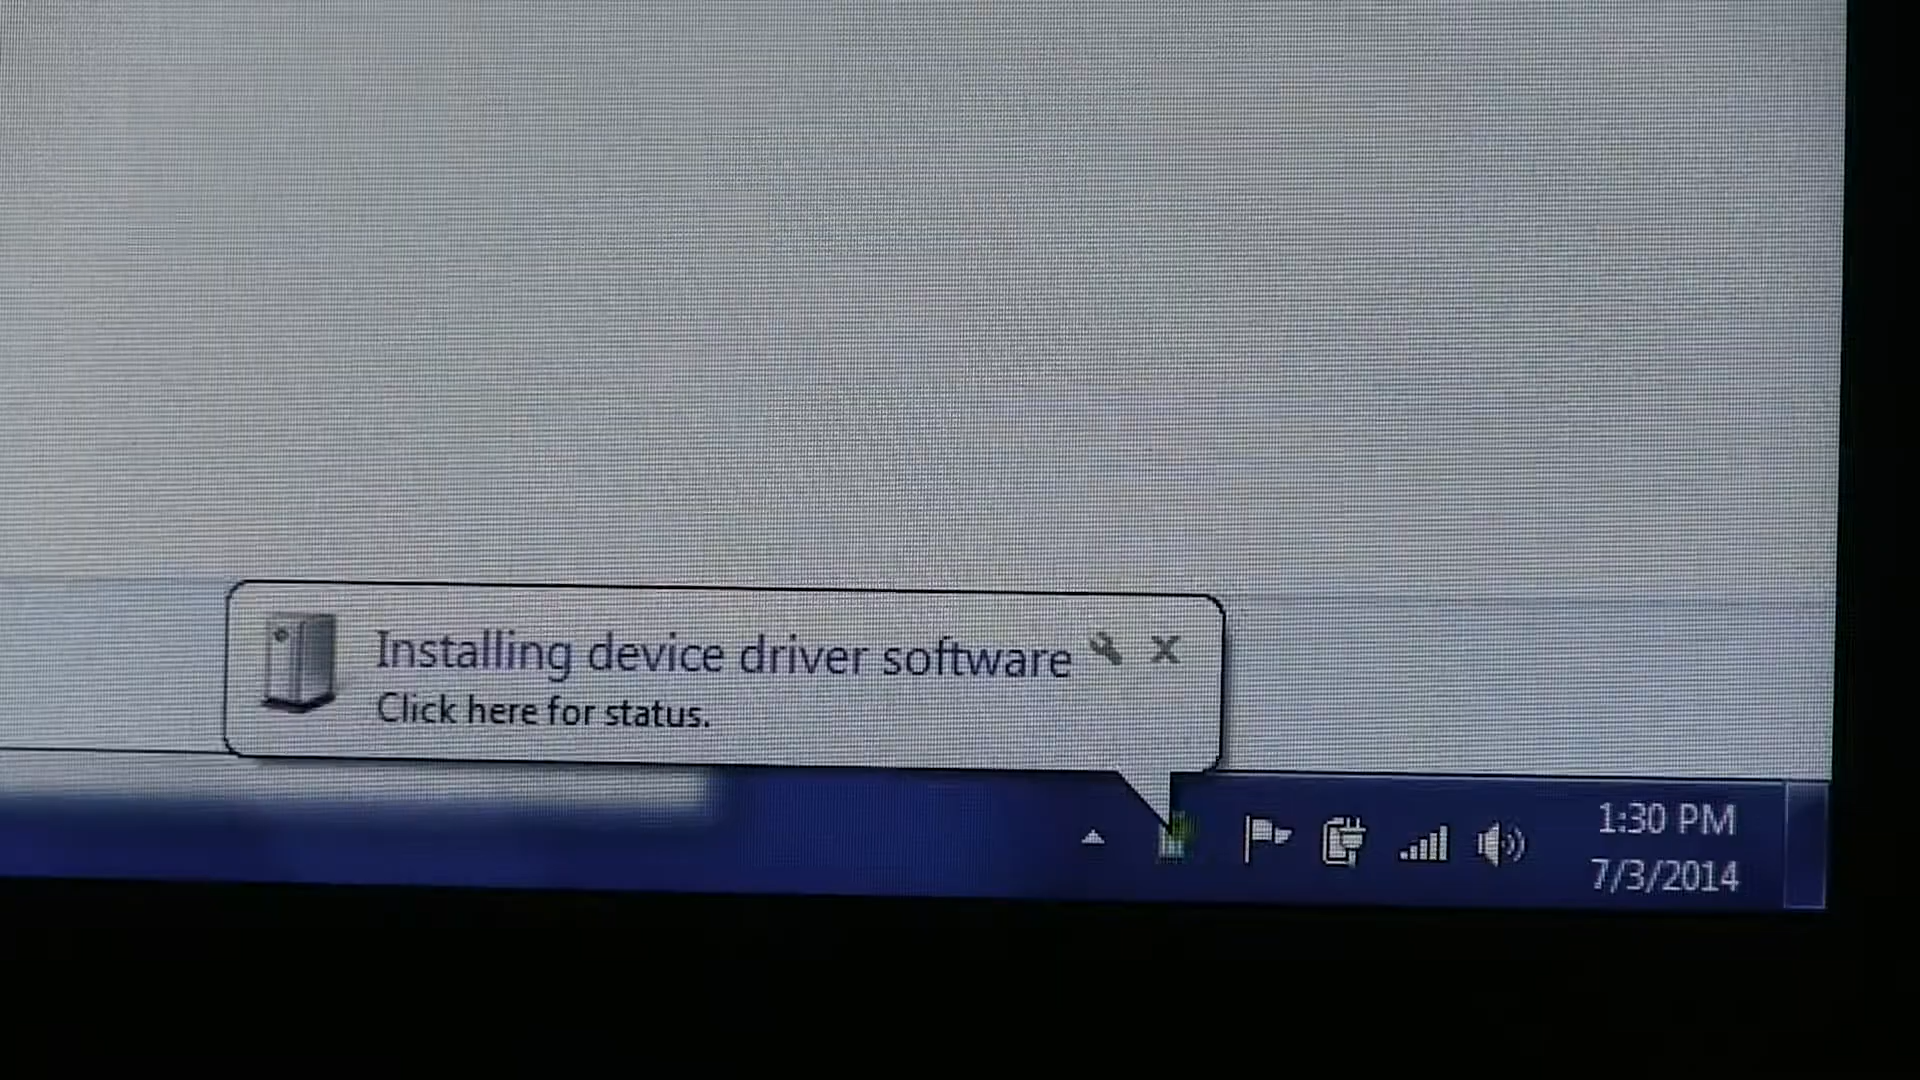 Installing device driver software
Click here for status.
1:30 PM
7/3/2014